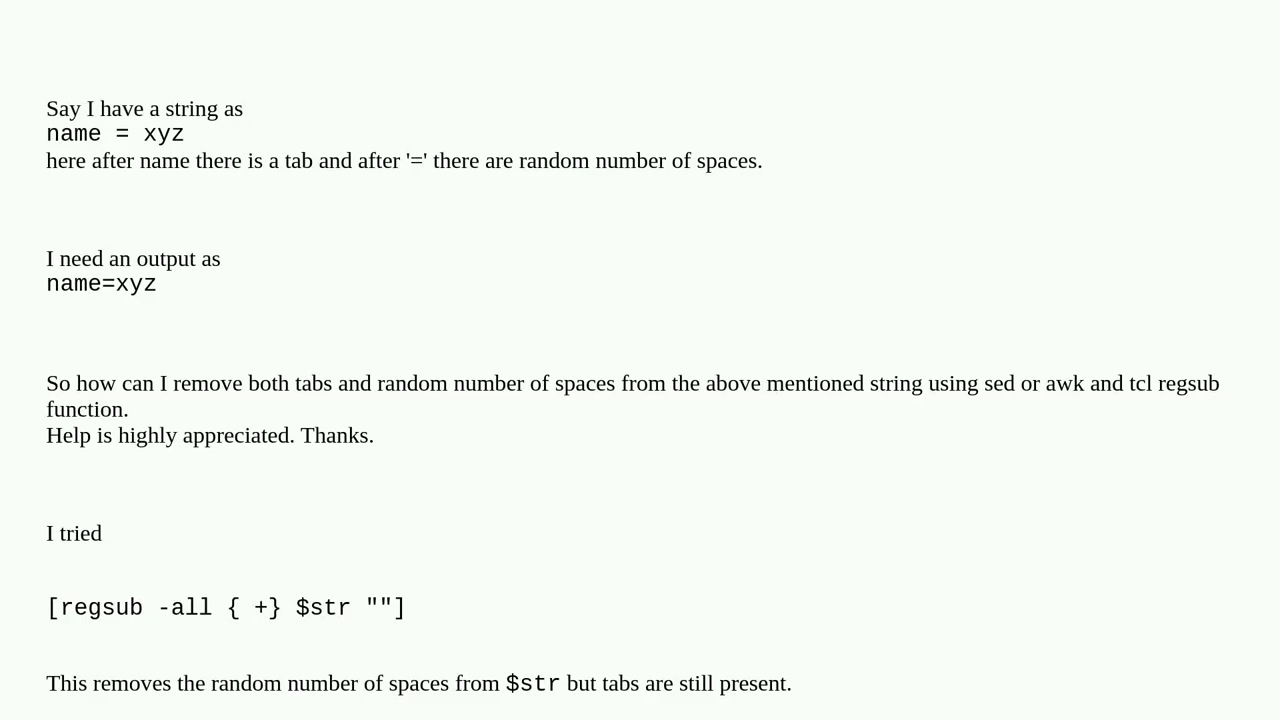 Say I have a string as
name = xyz
here after name there is a tab and after '=' there are random number of spaces.
I need an output as
name=xyz
So how can I remove both tabs and random number of spaces from the above mentioned string using sed or awk and tcl regsub
function.
Help is highly appreciated. Thanks.
I tried
[regsub -all { +} $str ""]
This removes the random number of spaces from $str but tabs are still present.